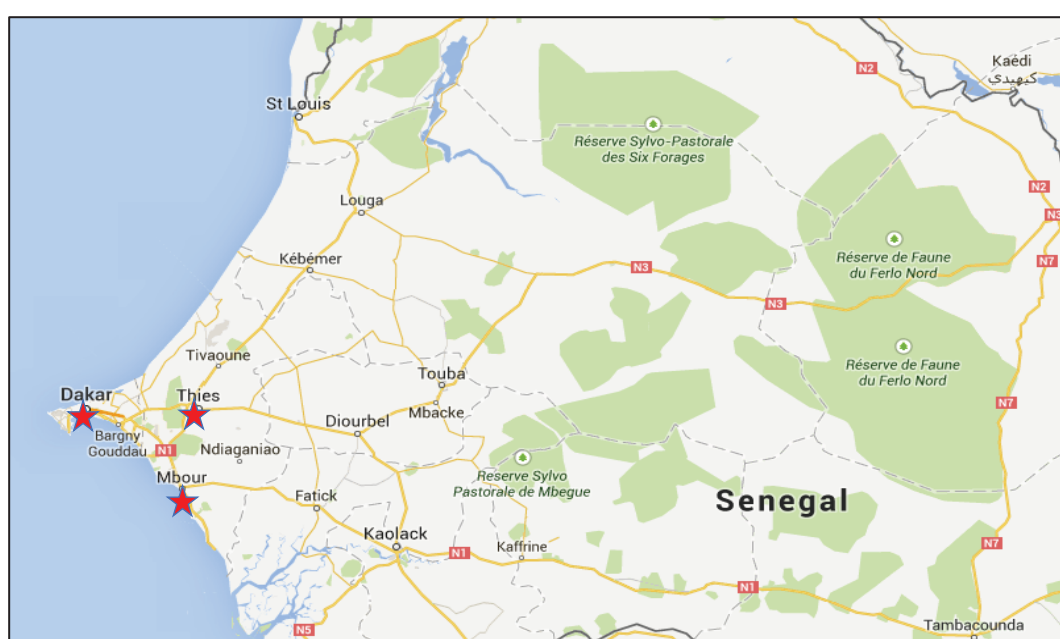 N2
Kaédi
كيهيدي
St Louis
Réserve Sylvo-Pastorale
des Six Forages
N2
Louga
N3
Réserve de Faune
du Ferlo Nord
Kébémer
N3
N7
N3
Tivaoune
Réserve de Faune
du Ferlo Nord
Touba
Dakar
Thies
Mbacke
N7
Diourbel
Bargny
Gouddau
N1
Ndiaganiao
Mbour
Reserve Sylvo
Pastorale de Mbegue
Fatick
Senegal
Kaolack
N1
Kaffrine
N7
N1
N5
Tambacounda